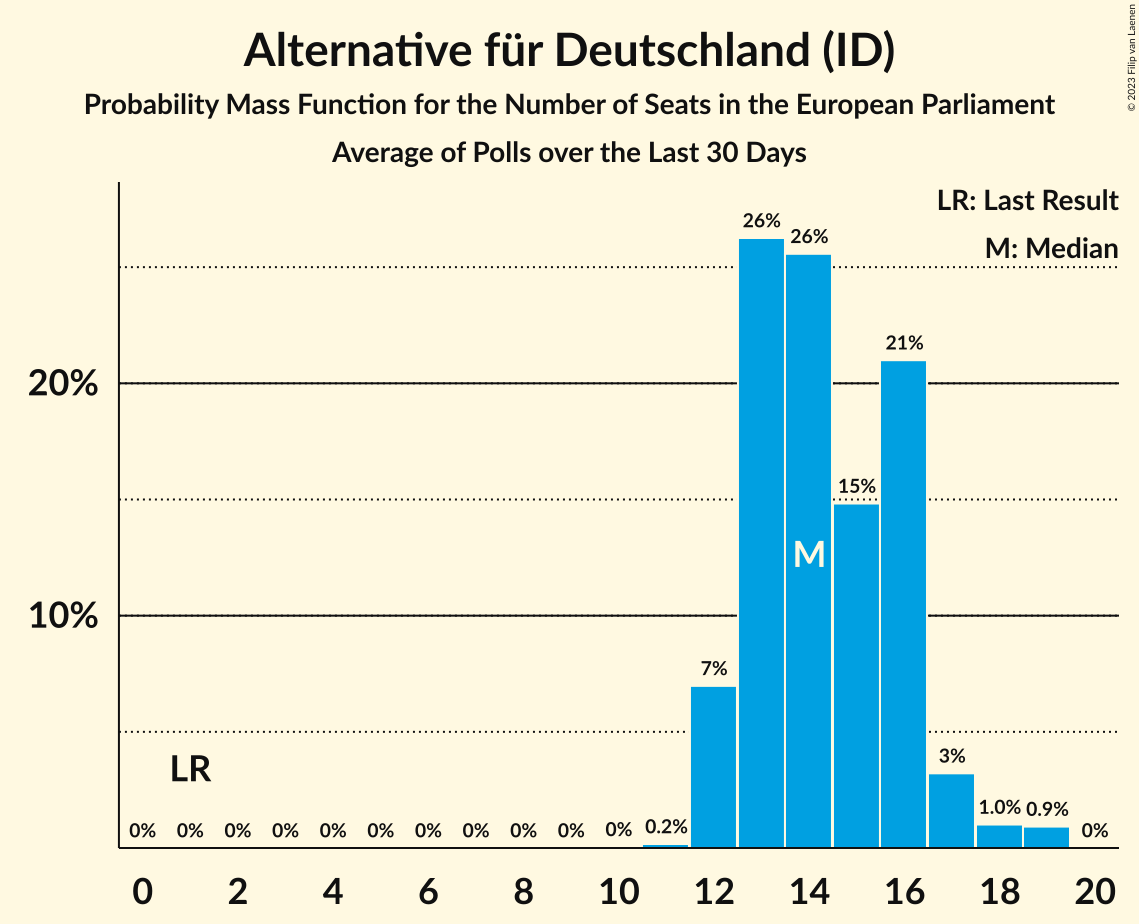 Alternative für Deutschland (ID)
Probability Mass Function for the Number of Seats in the European Parliament
Average of Polls over the Last 30 Days
© 2023 Filip van Laenen
LR: Last Result
M: Median
20%
10%
0% 0% 0% 0% 0% 0% 0% 0% 0% 0% 0% 0.2% 7% 26% 26% 15% 21% 3% 1.0% 0.9% 0%
LR
M
0 2 4 6 8 10 12 14 16 18 20